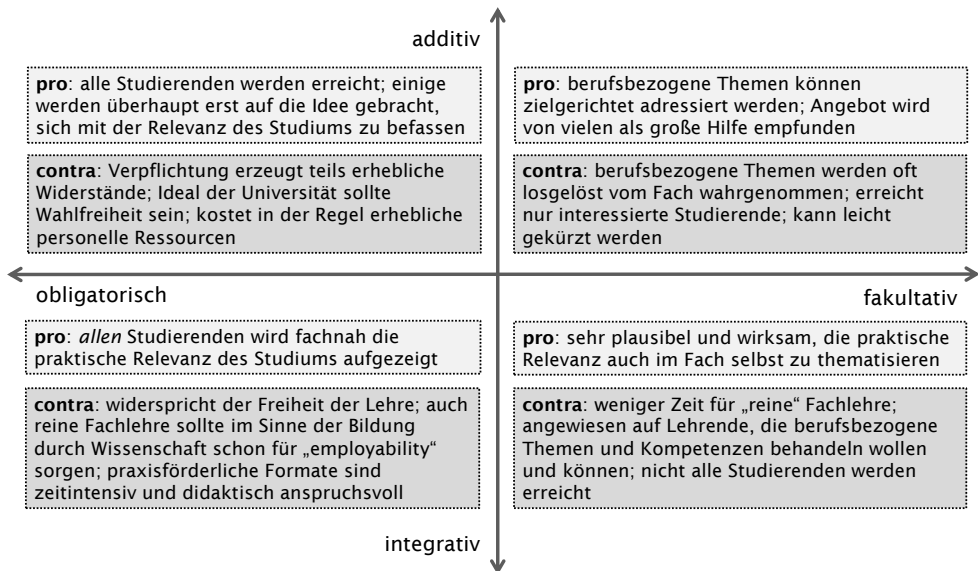 additiv
pro: alle Studierenden werden erreicht; einige
werden überhaupt erst auf die Idee gebracht,
sich mit der Relevanz des Studiums zu befassen
contra: Verpflichtung erzeugt teils erhebliche
Widerstände; Ideal der Universität sollte
Wahlfreiheit sein; kostet in der Regel erhebliche
personelle Ressourcen
pro: berufsbezogene Themen können
zielgerichtet adressiert werden; Angebot wird
von vielen als große Hilfe empfunden
contra: berufsbezogene Themen werden oft
losgelöst vom Fach wahrgenommen; erreicht
nur interessierte Studierende; kann leicht
gekürzt werden
obligatorisch
fakultativ
pro: allen Studierenden wird fachnah die
praktische Relevanz des Studiums aufgezeigt
contra: widerspricht der Freiheit der Lehre; auch
reine Fachlehre sollte im Sinne der Bildung
durch Wissenschaft schon für „employability“
sorgen; praxisförderliche Formate sind
zeitintensiv und didaktisch anspruchsvoll
pro: sehr plausibel und wirksam, die praktische
Relevanz auch im Fach selbst zu thematisieren
contra: weniger Zeit für „reine“ Fachlehre;
angewiesen auf Lehrende, die berufsbezogene
Themen und Kompetenzen behandeln wollen
und können; nicht alle Studierenden werden
erreicht
integrativ